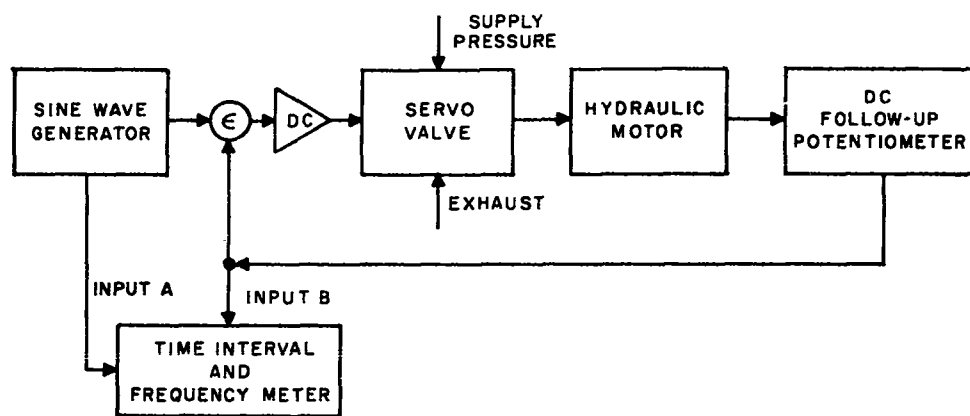 SUPPLY
PRESSURE
SINE WAVE
GENERATOR
ϵ
DC
SERVO
VALVE
HYDRAULIC
MOTOR
DC
FOLLOW-UP
POTENTIOMETER
EXHAUST
INPUT A
INPUT B
TIME INTERVAL
AND
FREQUENCY METER